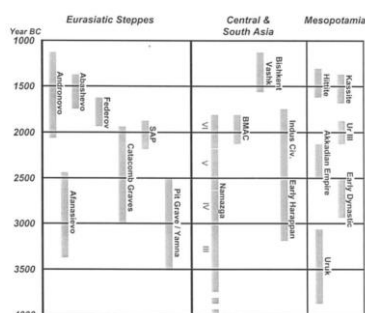 Eurasiatic Steppes
Central &
South Asia
Mesopotamia
Year BC
1000
1500
2000
2500
3000
3500
4000
Andronovo
Abashevo
Federov
SAP
Catacomb Graves
Afanasievo
Pit Grave / Yamna
VI
V
IV
III
Namazga
BMAC
Bishkent
Vashk
Indus Civ.
Early Harappan
Hittite
Kassite
Akkadian Empire
Ur III
Early Dynastic
Uruk